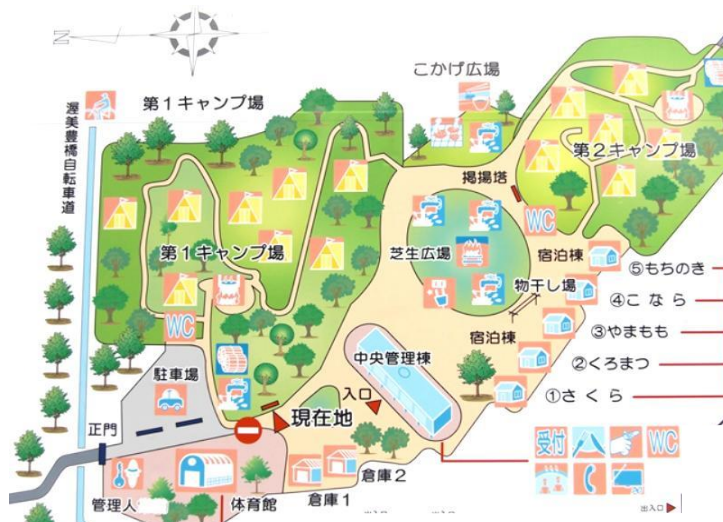 N
こかげ広場
第1キャンプ場
渥美豊橋自転車道
第2キャンプ場
掲揚塔
WC
第1キャンプ場
芝生広場
宿泊棟
⑤もちのき
物干し場
④こなら
WC
宿泊棟
③やまもも
中央管理棟
駐車場
②くろまつ
入口
①さくら
現在地
正門
受付
WC
倉庫2
管理人
体育館
倉庫1
出入口